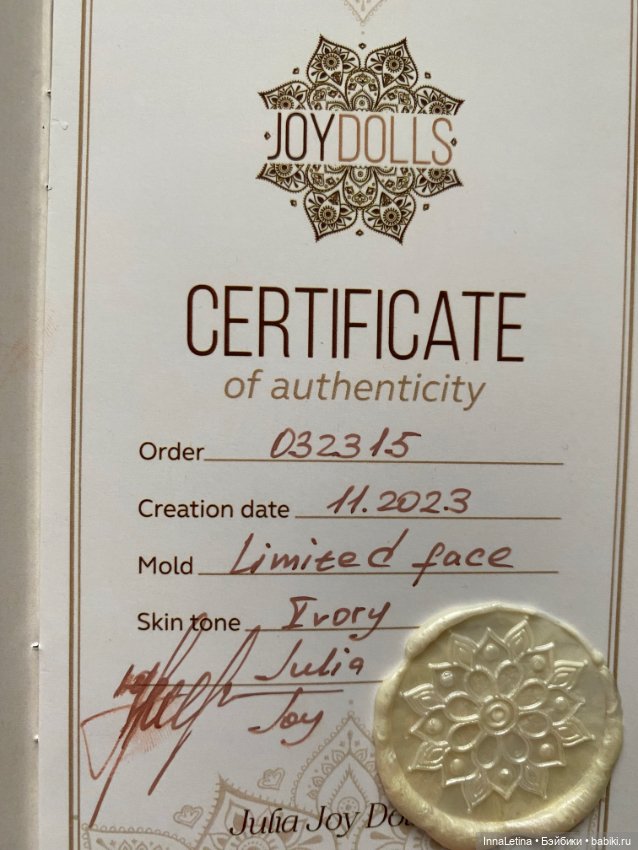 JOYDOLLS
CERTIFICATE
of authenticity
Order 032315
Creation date 11.2023
Mold Limited face
Skin tone Ivory
Julia
Joy
Julia Joy
InnaLetina • Бэйбики • babiki.ru